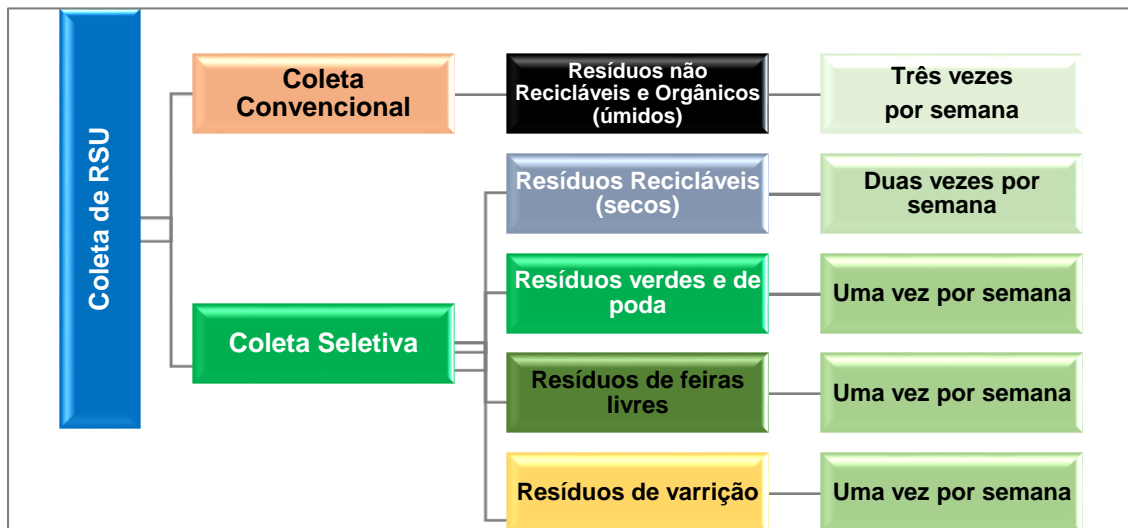 Coleta de RSU
Coleta
Convencional
Resíduos não
Recicláveis e Orgânicos
(úmidos)
Três vezes
por semana
Resíduos Recicláveis
(secos)
Duas vezes por
semana
Coleta Seletiva
Resíduos verdes e de
poda
Uma vez por semana
Resíduos de feiras
livres
Uma vez por semana
Resíduos de varrição
Uma vez por semana